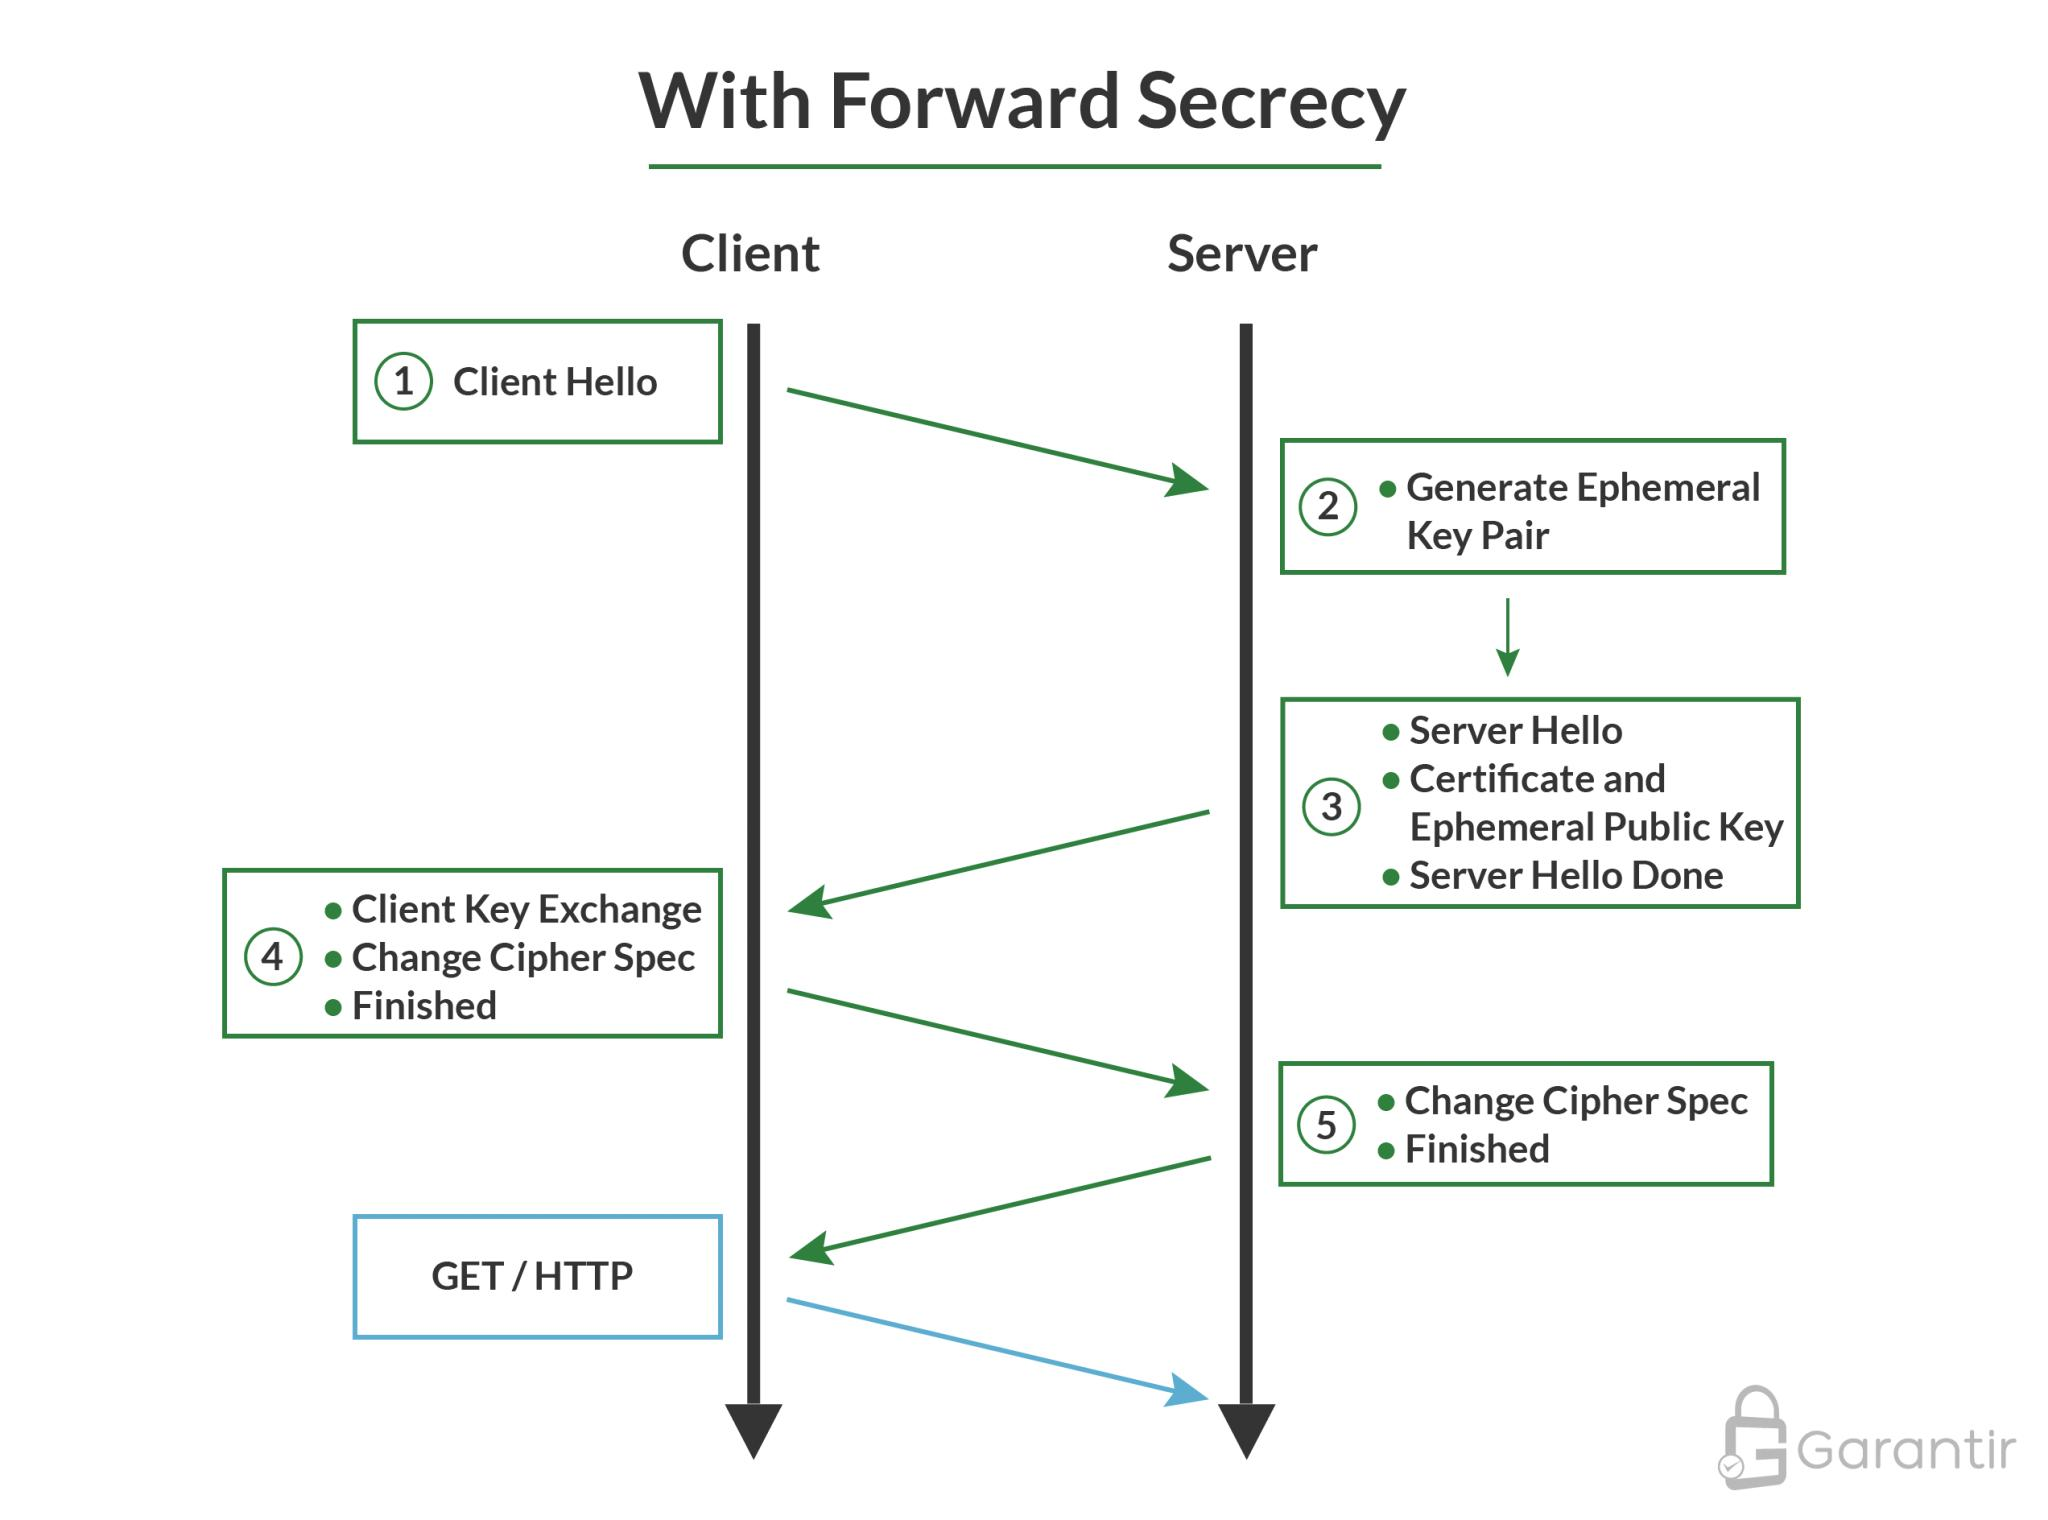 With Forward Secrecy
Client
Server
1 Client Hello
2 • Generate Ephemeral
Key Pair
3
• Server Hello
• Certificate and
Ephemeral Public Key
• Server Hello Done
4
• Client Key Exchange
• Change Cipher Spec
• Finished
5
• Change Cipher Spec
• Finished
GET / HTTP
Garantir